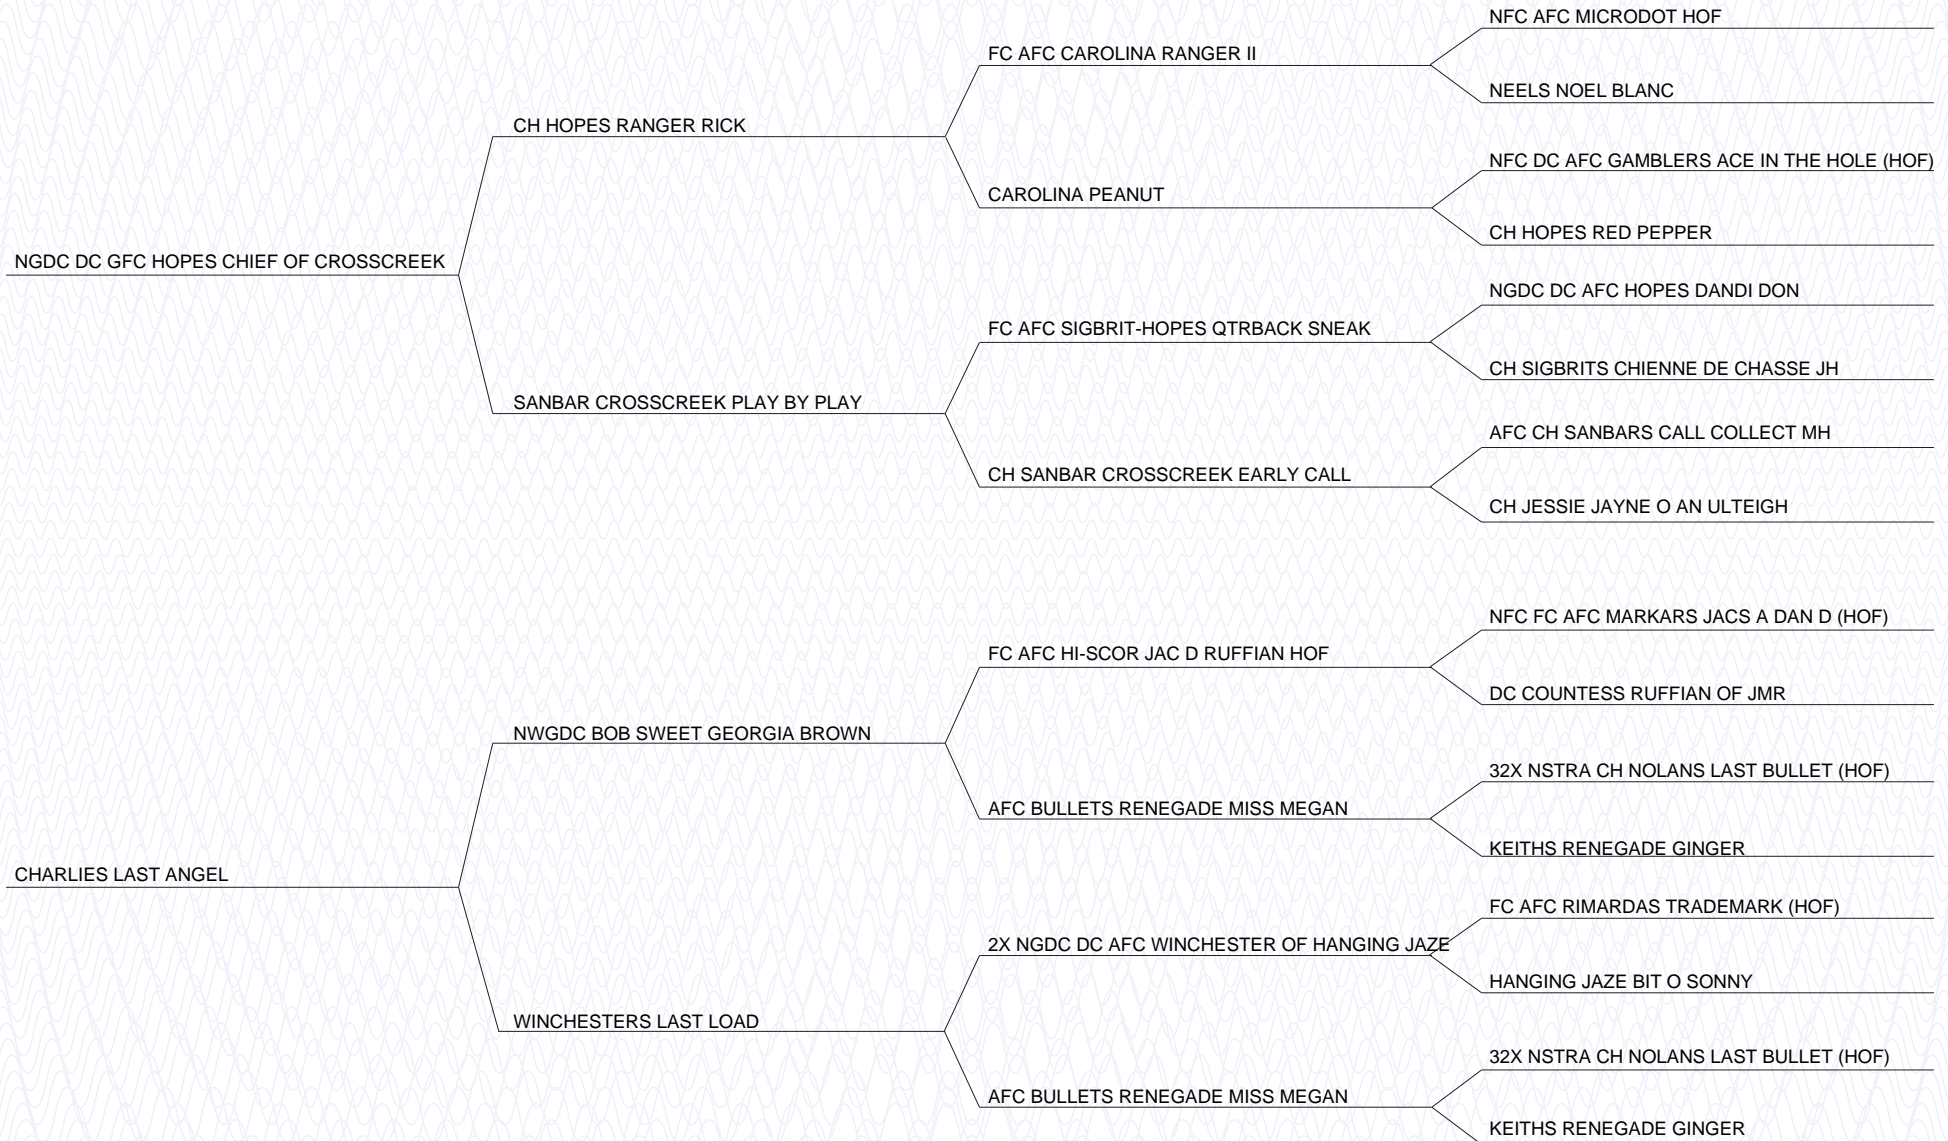 NFC AFC MICRODOT HOF
FC AFC CAROLINA RANGER II
NEELS NOEL BLANC
CH HOPES RANGER RICK
NFC DC AFC GAMBLERS ACE IN THE HOLE (HOF)
CAROLINA PEANUT
CH HOPES RED PEPPER
NGDC DC GFC HOPES CHIEF OF CROSSCREEK
NGDC DC AFC HOPES DANDI DON
FC AFC SIGBRIT-HOPES QTRBACK SNEAK
CH SIGBRITS CHIENNE DE CHASSE JH
SANBAR CROSSCREEK PLAY BY PLAY
AFC CH SANBARS CALL COLLECT MH
CH SANBAR CROSSCREEK EARLY CALL
CH JESSIE JAYNE O AN ULTEIGH
NFC FC AFC MARKARS JACS A DAN D (HOF)
FC AFC HI-SCOR JAC D RUFFIAN HOF
DC COUNTESS RUFFIAN OF JMR
NWGDC BOB SWEET GEORGIA BROWN
32X NSTRA CH NOLANS LAST BULLET (HOF)
AFC BULLETS RENEGADE MISS MEGAN
KEITHS RENEGADE GINGER
CHARLIES LAST ANGEL
FC AFC RIMARDAS TRADEMARK (HOF)
2X NGDC DC AFC WINCHESTER OF HANGING JAZE
HANGING JAZE BIT O SONNY
WINCHESTERS LAST LOAD
32X NSTRA CH NOLANS LAST BULLET (HOF)
AFC BULLETS RENEGADE MISS MEGAN
KEITHS RENEGADE GINGER